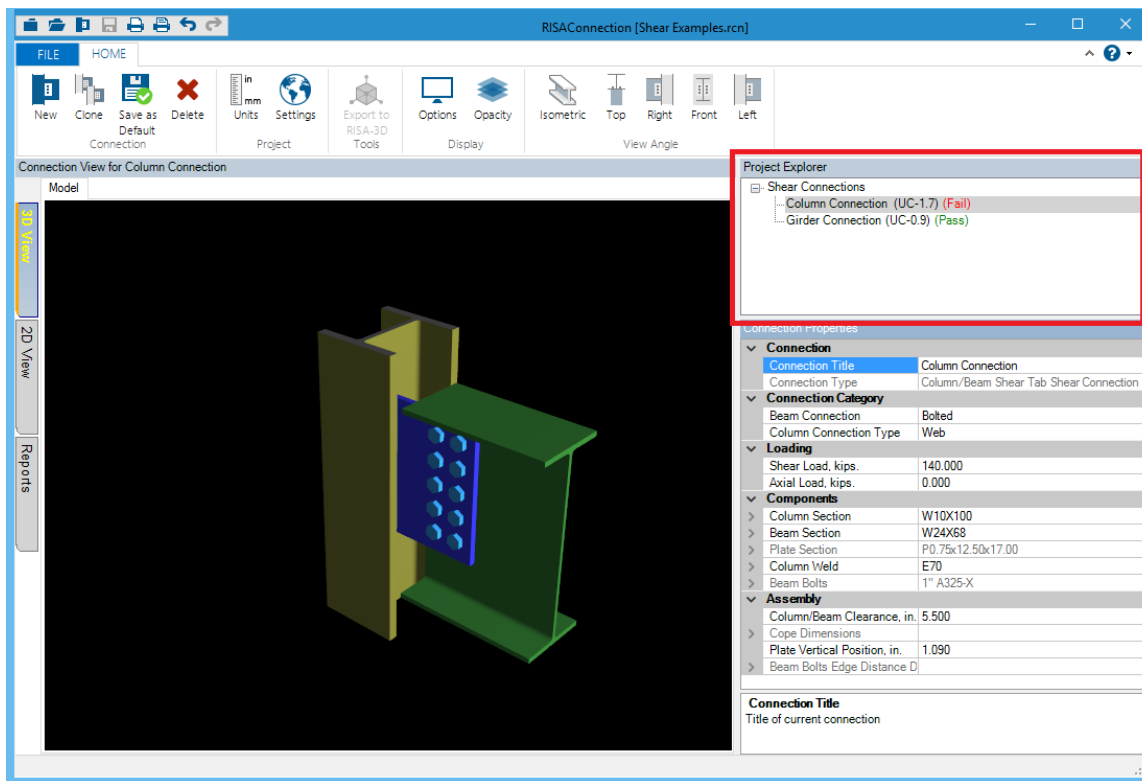 RISAConnection [Shear Examples.rcn]
FILE HOME
in
mm
New Clone Save as Default Delete Units Settings Export to RISA-3D Options Opacity Isometric Top Right Front Left
Connection Project Tools Display View Angle
Connection View for Column Connection
Model
3D View
2D View
Reports
Project Explorer
Shear Connections
Column Connection (UC-1.7) (Fail)
Girder Connection (UC-0.9) (Pass)
Connection Properties
Connection
Connection Title Column Connection
Connection Type Column/Beam Shear Tab Shear Connection
Connection Category
Beam Connection Bolted
Column Connection Type Web
Loading
Shear Load, kips. 140.000
Axial Load, kips. 0.000
Components
Column Section W10X100
Beam Section W24X68
Plate Section P0.75x12.50x17.00
Column Weld E70
Beam Bolts 1" A325-X
Assembly
Column/Beam Clearance, in. 5.500
Cope Dimensions
Plate Vertical Position, in. 1.090
Beam Bolts Edge Distance D
Connection Title
Title of current connection